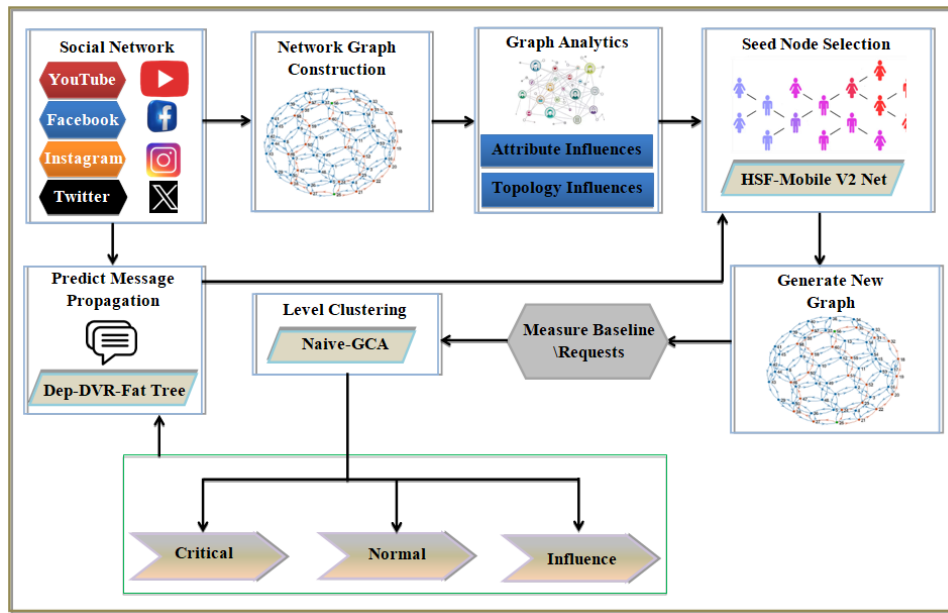 Social Network
YouTube
Facebook
Instagram
Twitter
Network Graph
Construction
Graph Analytics
Attribute Influences
Topology Influences
Seed Node Selection
HSF-Mobile V2 Net
Predict Message
Propagation
Dep-DVR-Fat Tree
Level Clustering
Naive-GCA
Measure Baseline
\Requests
Generate New
Graph
Critical
Normal
Influence